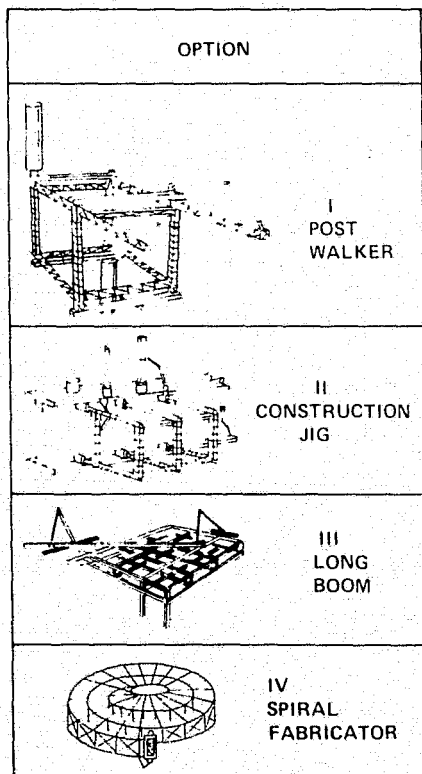 OPTION
I
POST
WALKER
II
CONSTRUCTION
JIG
III
LONG
BOOM
IV
SPIRAL
FABRICATOR